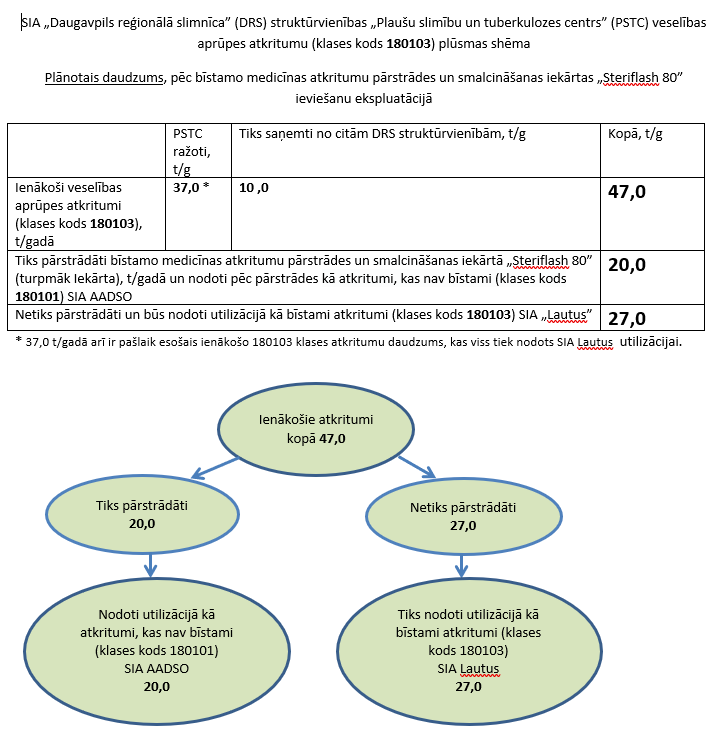 SIA „Daugavpils reģionālā slimnīca” (DRS) struktūrvienības „Plaušu slimību un tuberkulozes centrs” (PSTC) veselības
aprūpes atkritumu (klases kods 180103) plūsmas shēma
Plānotais daudzums, pēc bīstamo medicīnas atkritumu pārstrādes un smalcināšanas iekārtas „Steriflash 80”
ieviešanu ekspluatācijā
PSTC
ražoti,
t/g
Tiks saņemti no citām DRS struktūrvienībām, t/g
Kopā, t/g
Ienākoši veselības
aprūpes atkritumi
(klases kods 180103),
t/gadā
37,0 *
10 ,0
47,0
Tiks pārstrādāti bīstamo medicīnas atkritumu pārstrādes un smalcināšanas iekārtā „Steriflash 80”
(turpmāk Iekārta), t/gadā un nodoti pēc pārstrādes kā atkritumi, kas nav bīstami (klases kods
180101) SIA AADSO
20,0
Netiks pārstrādāti un būs nodoti utilizācijā kā bīstami atkritumi (klases kods 180103) SIA „Lautus”
27,0
* 37,0 t/gadā arī ir pašlaik esošais ienākošo 180103 klases atkritumu daudzums, kas viss tiek nodots SIA Lautus utilizācijai.
Ienākošie atkritumi
kopā 47,0
Tiks pārstrādāti
20,0
Netiks pārstrādāti
27,0
Nodoti utilizācijā kā
atkritumi, kas nav bīstami
(klases kods 180101)
SIA AADSO
20,0
Tiks nodoti utilizācijā kā
bīstami atkritumi (klases
kods 180103)
SIA Lautus
27,0